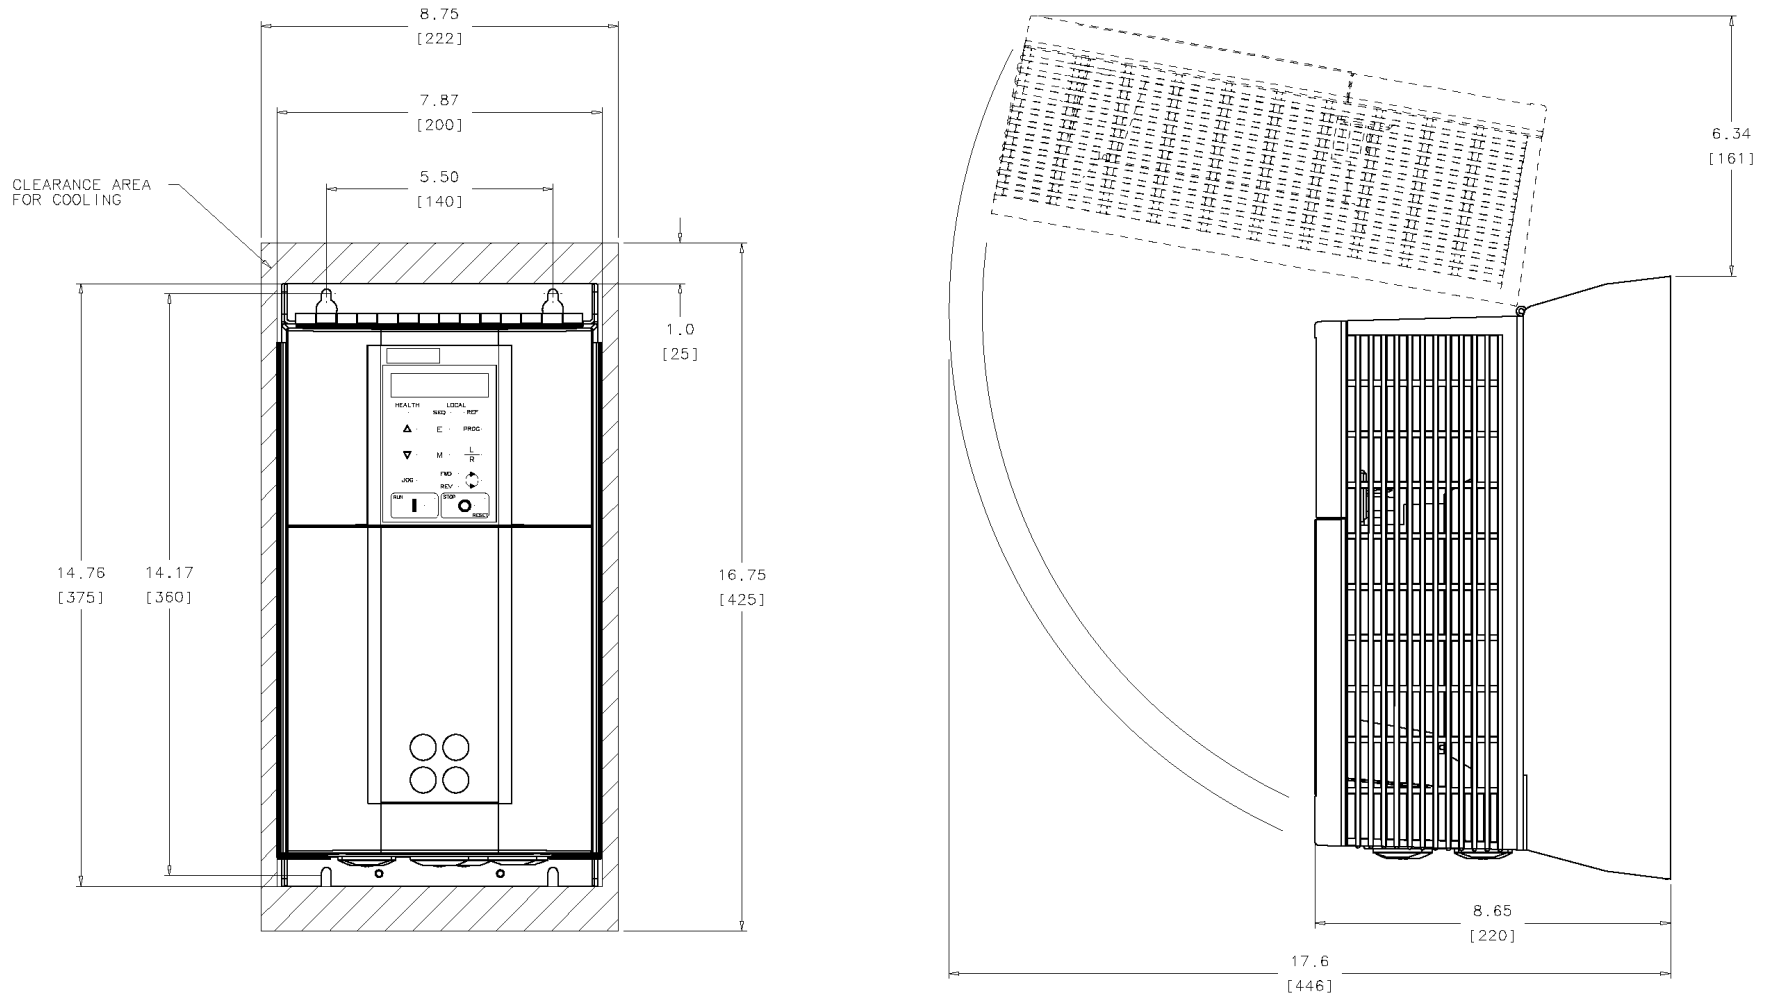 8.75
[222]
7.87
[200]
5.50
[140]
CLEARANCE AREA
FOR COOLING
1.0
[25]
14.76
[375]
14.17
[360]
16.75
[425]
HEALTH LOCAL
SEQ REF
E PROG
M L
R
FWD
JOG
REV
RUN STOP
RESET
6.34
[161]
8.65
[220]
17.6
[446]